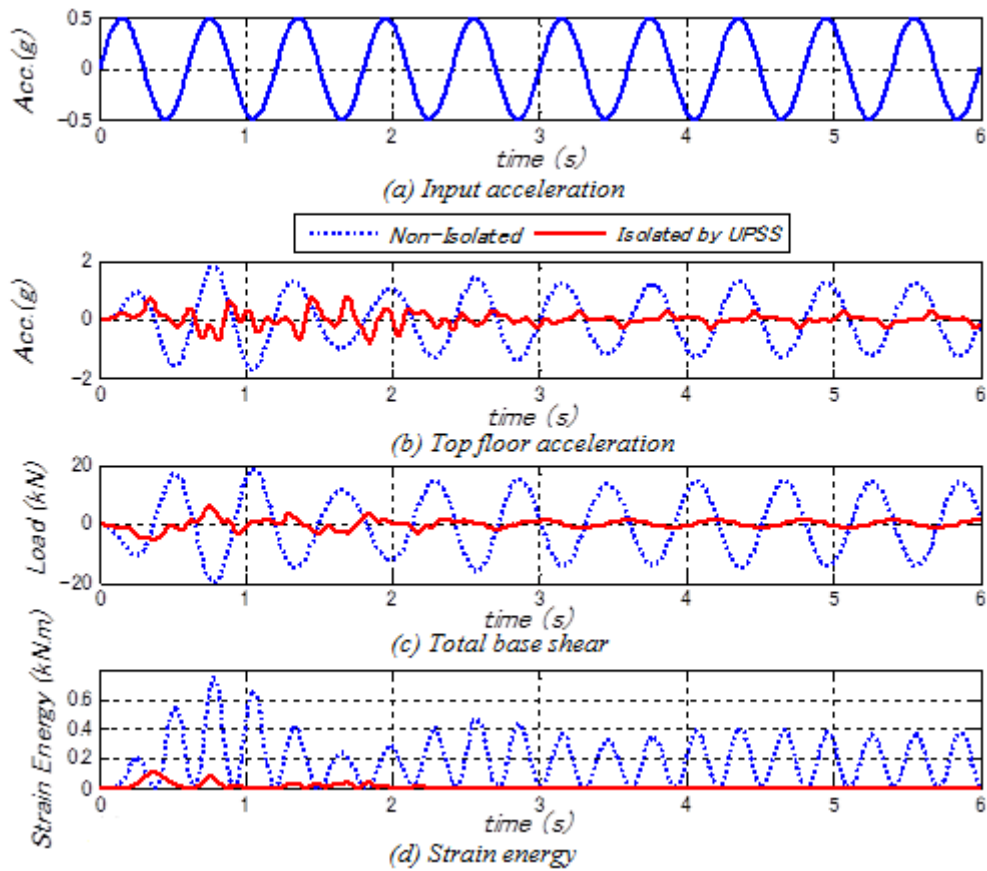 Acc.(g)
0.5
0
-0.5
0 1 2 3 4 5 6
time (s)
(a) Input acceleration
Non-Isolated Isolated by UPSS
Acc.(g)
2
0
-2
0 1 2 3 4 5 6
time (s)
(b) Top floor acceleration
Load (kN)
20
0
-20
0 1 2 3 4 5 6
time (s)
(c) Total base shear
Strain Energy (kN.m)
0.6
0.4
0.2
0
0 1 2 3 4 5 6
time (s)
(d) Strain energy